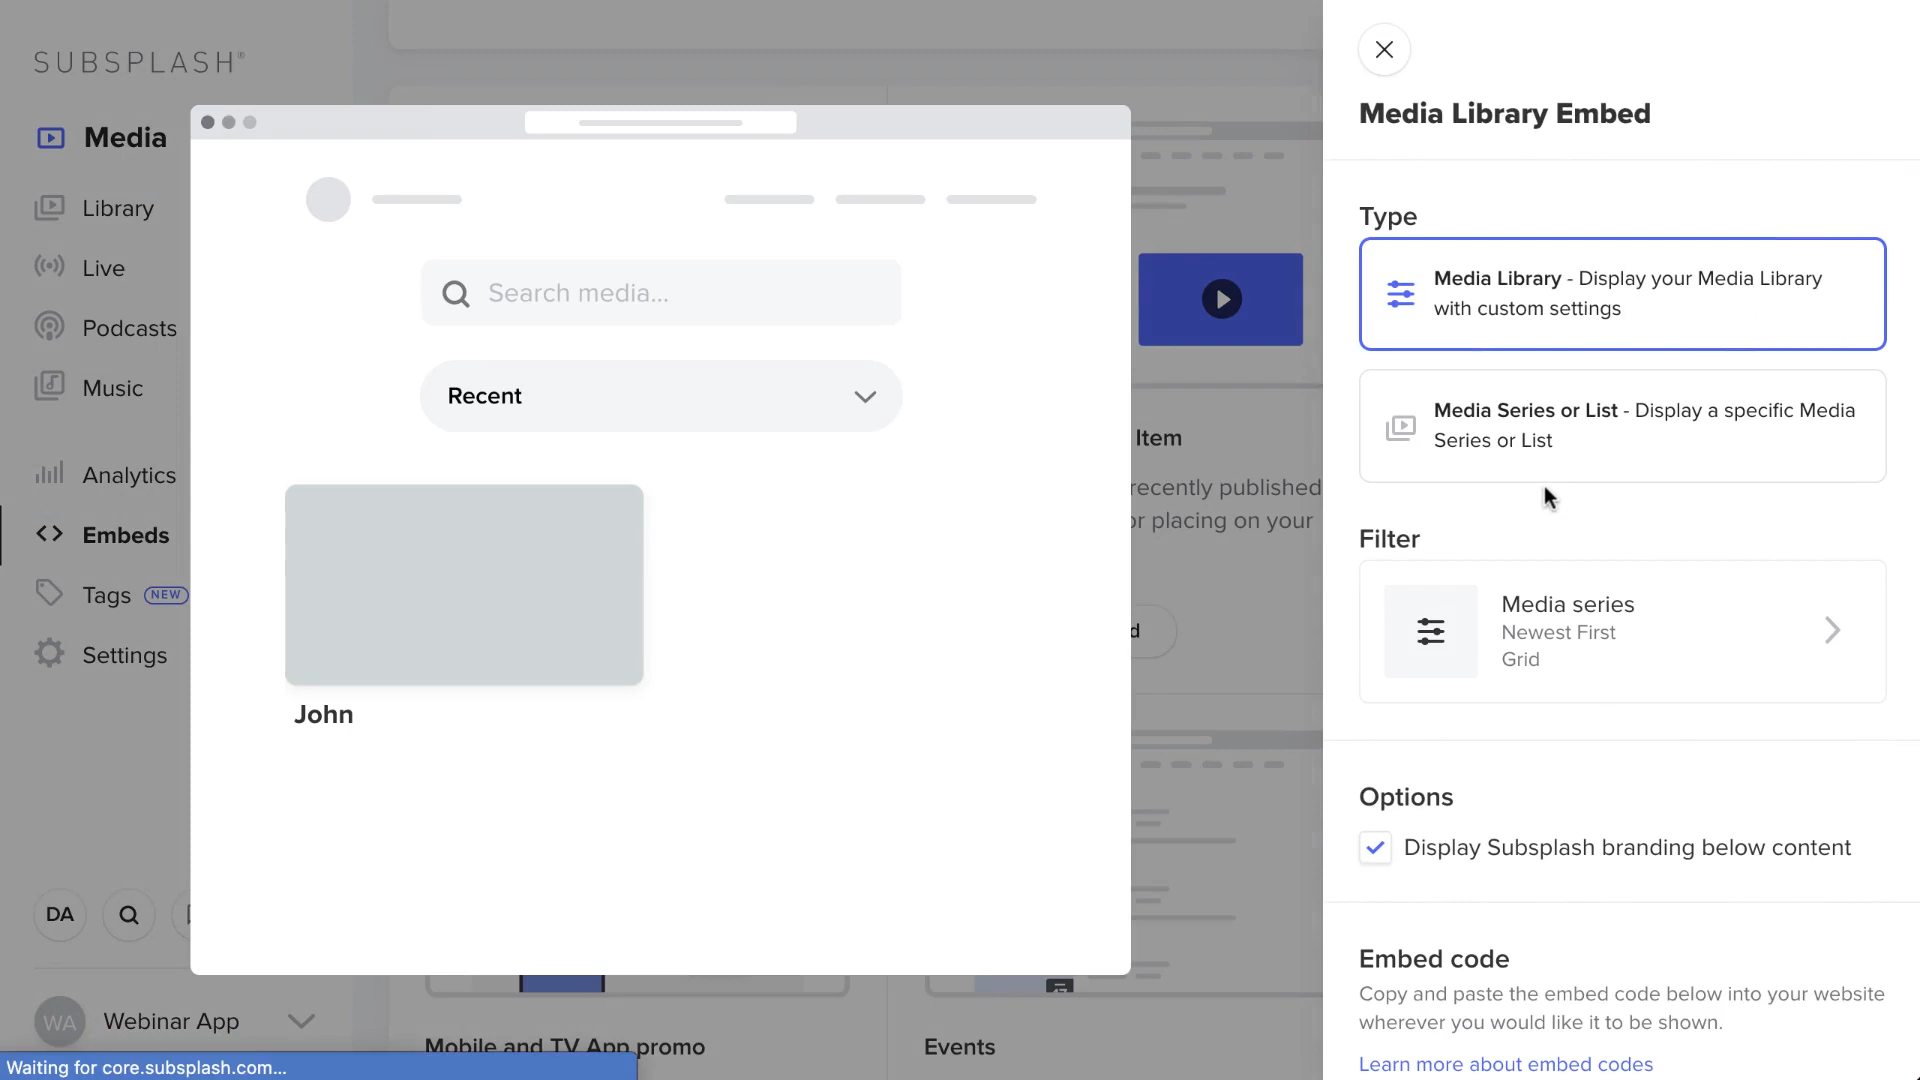 SUBSPLASH®
Media
Library
Live
Podcasts
Music
Analytics
Embeds
Tags NEW
Settings
DA
WA Webinar App
Waiting for core.subsplash.com...
Search media...
Recent
John
Item
recently published
or placing on your
d
Mobile and TV App promo
Events
Media Library Embed
Type
Media Library - Display your Media Library
with custom settings
Media Series or List - Display a specific Media
Series or List
Filter
Media series
Newest First
Grid
Options
Display Subsplash branding below content
Embed code
Copy and paste the embed code below into your website
wherever you would like it to be shown.
Learn more about embed codes